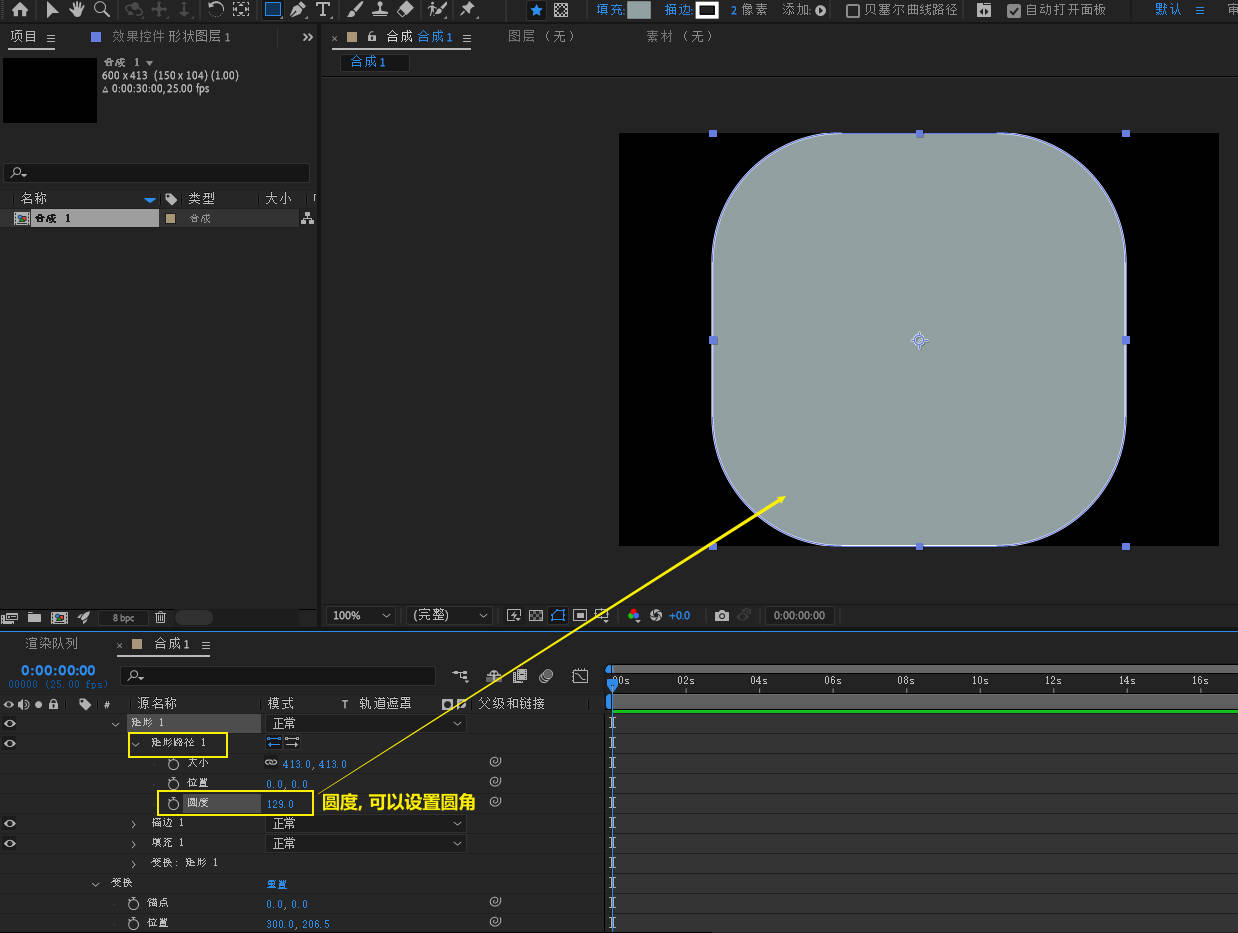 填充: 描边: 2 像素 添加: 贝塞尔曲线路径 自动打开面板 默认
项目 效果控件 形状图层 1 合成 合成 1 图层 (无) 素材 (无)
合成 1
合成 1
600 x 413 (150 x 104) (1.00)
Δ 0:00:30:00, 25.00 fps
名称 类型 大小
合成 1 合成
8 bpc 100% (完整) +0.0 0:00:00:00
渲染队列 合成 1
0:00:00:00
00000 (25.00 fps)
:00s 02s 04s 06s 08s 10s 12s 14s 16s
# 源名称 模式 T 轨道遮罩 父级和链接
矩形 1 正常
矩形路径 1
大小 413.0, 413.0
位置 0.0, 0.0
圆度 129.0 圆度, 可以设置圆角
描边 1 正常
填充 1 正常
变换: 矩形 1
变换 重置
锚点 0.0, 0.0
位置 300.0, 206.5